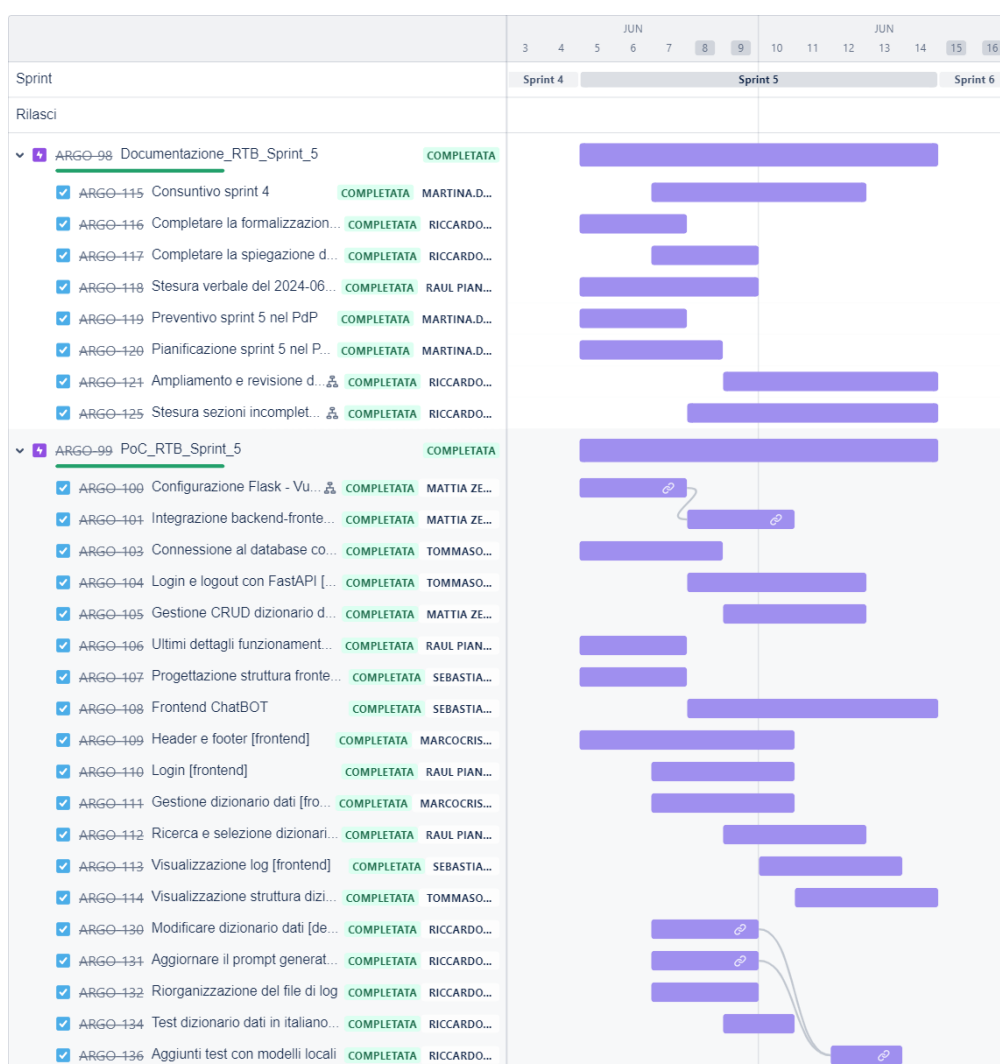 JUN JUN
3 4 5 6 7 8 9 10 11 12 13 14 15 16
Sprint Sprint 4 Sprint 5 Sprint 6
Rilasci
ARGO-98 Documentazione_RTB_Sprint_5 COMPLETATA
ARGO-115 Consuntivo sprint 4 COMPLETATA MARTINA.D...
ARGO-116 Completare la formalizzazion... COMPLETATA RICCARDO...
ARGO-117 Completare la spiegazione d... COMPLETATA RICCARDO...
ARGO-118 Stesura verbale del 2024-06... COMPLETATA RAUL PIAN...
ARGO-119 Preventivo sprint 5 nel PdP COMPLETATA MARTINA.D...
ARGO-120 Pianificazione sprint 5 nel P... COMPLETATA MARTINA.D...
ARGO-121 Ampliamento e revisione d... COMPLETATA RICCARDO...
ARGO-125 Stesura sezioni incomplet... COMPLETATA RICCARDO...
ARGO-99 PoC_RTB_Sprint_5 COMPLETATA
ARGO-100 Configurazione Flask - Vu... COMPLETATA MATTIA ZE...
ARGO-101 Integrazione backend-fronte... COMPLETATA MATTIA ZE...
ARGO-103 Connessione al database co... COMPLETATA TOMMASO...
ARGO-104 Login e logout con FastAPI [... COMPLETATA TOMMASO...
ARGO-105 Gestione CRUD dizionario d... COMPLETATA MATTIA ZE...
ARGO-106 Ultimi dettagli funzionament... COMPLETATA RAUL PIAN...
ARGO-107 Progettazione struttura fronte... COMPLETATA SEBASTIA...
ARGO-108 Frontend ChatBOT COMPLETATA SEBASTIA...
ARGO-109 Header e footer [frontend] COMPLETATA MARCOCRIS...
ARGO-110 Login [frontend] COMPLETATA RAUL PIAN...
ARGO-111 Gestione dizionario dati [fro... COMPLETATA MARCOCRIS...
ARGO-112 Ricerca e selezione dizionari... COMPLETATA RAUL PIAN...
ARGO-113 Visualizzazione log [frontend] COMPLETATA SEBASTIA...
ARGO-114 Visualizzazione struttura dizi... COMPLETATA TOMMASO...
ARGO-130 Modificare dizionario dati [de... COMPLETATA RICCARDO...
ARGO-131 Aggiornare il prompt generat... COMPLETATA RICCARDO...
ARGO-132 Riorganizzazione del file di log COMPLETATA RICCARDO...
ARGO-134 Test dizionario dati in italiano... COMPLETATA RICCARDO...
ARGO-136 Aggiunti test con modelli locali COMPLETATA RICCARDO...